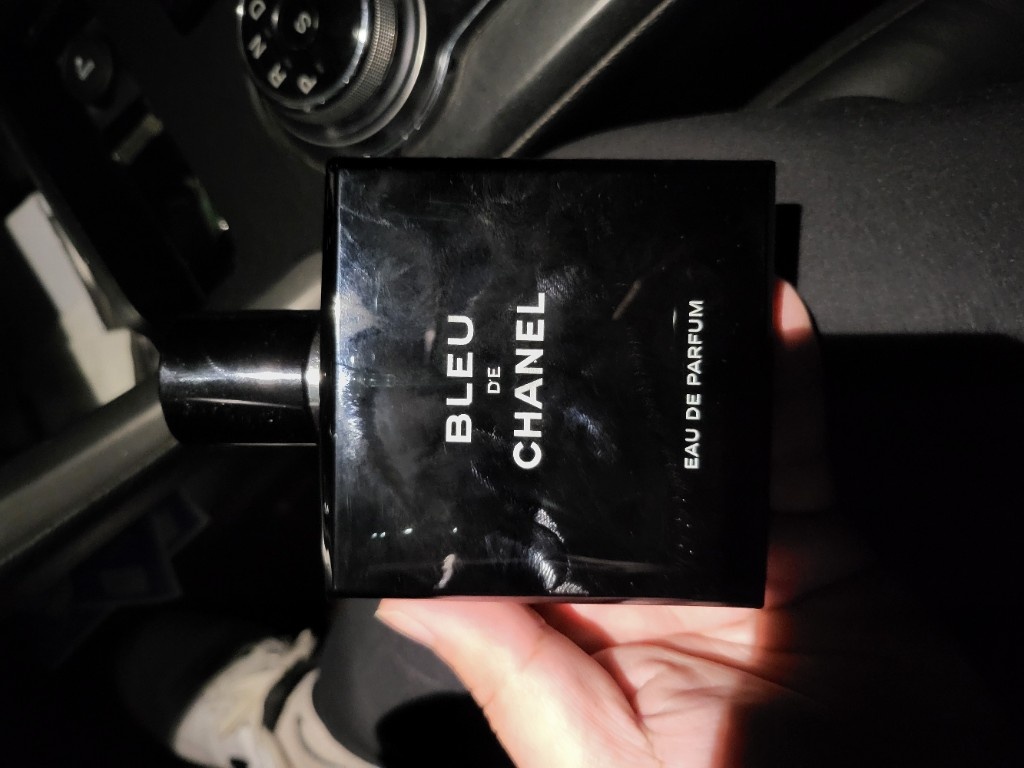 BLEU
DE
CHANEL
EAU DE PARFUM
P R N D
S
P